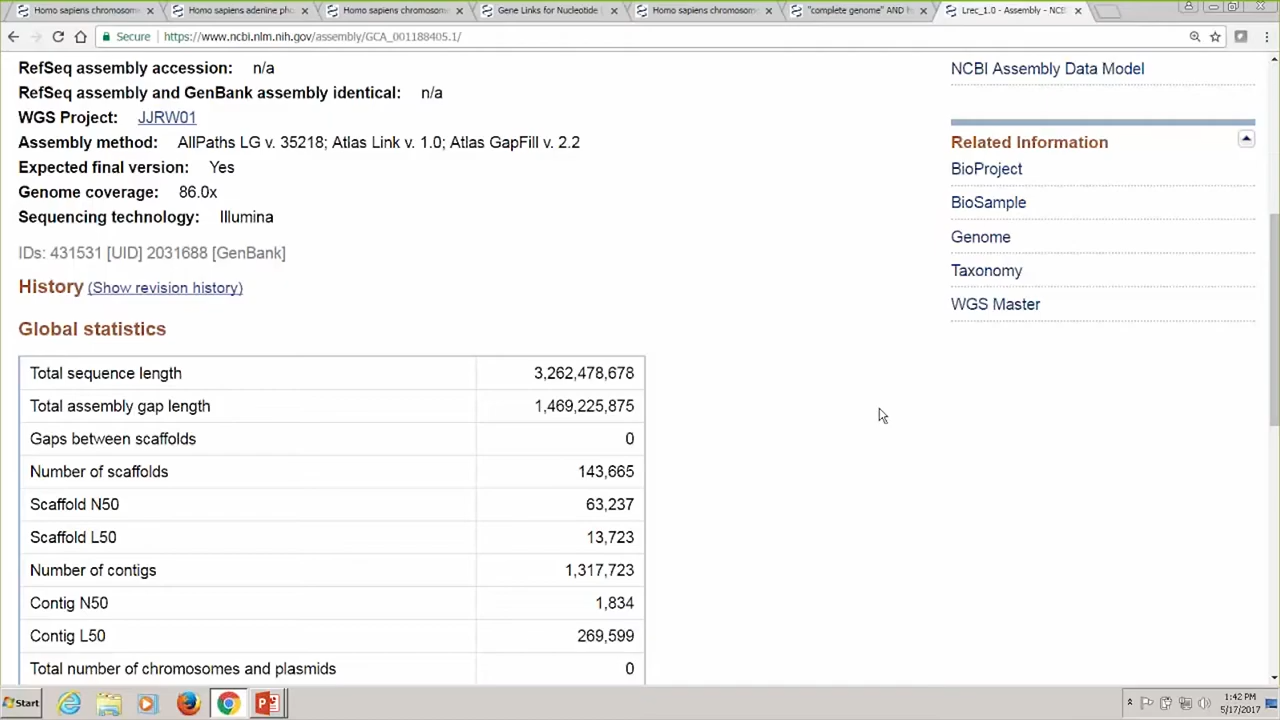 Homo sapiens chromosome
Homo sapiens adenine pho
Homo sapiens chromosom
Gene Links for Nucleotide
Homo sapiens chromosom
"complete genome" AND h
Lrec_1.0 - Assembly - NCB
Secure
https://www.ncbi.nlm.nih.gov/assembly/GCA_001188405.1/
RefSeq assembly accession: n/a
RefSeq assembly and GenBank assembly identical: n/a
WGS Project: JJRW01
Assembly method: AllPaths LG v. 35218; Atlas Link v. 1.0; Atlas GapFill v. 2.2
Expected final version: Yes
Genome coverage: 86.0x
Sequencing technology: Illumina
IDs: 431531 [UID] 2031688 [GenBank]
History (Show revision history)
Global statistics
Total sequence length 3,262,478,678
Total assembly gap length 1,469,225,875
Gaps between scaffolds 0
Number of scaffolds 143,665
Scaffold N50 63,237
Scaffold L50 13,723
Number of contigs 1,317,723
Contig N50 1,834
Contig L50 269,599
Total number of chromosomes and plasmids 0
NCBI Assembly Data Model
Related Information
BioProject
BioSample
Genome
Taxonomy
WGS Master
Start
1:42 PM
5/17/2017